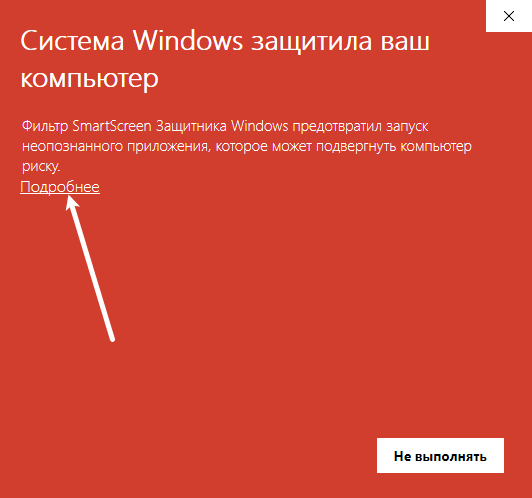 Система Windows защитила ваш
компьютер
Фильтр SmartScreen Защитника Windows предотвратил запуск
неопознанного приложения, которое может подвергнуть компьютер
риску.
Подробнее
Не выполнять